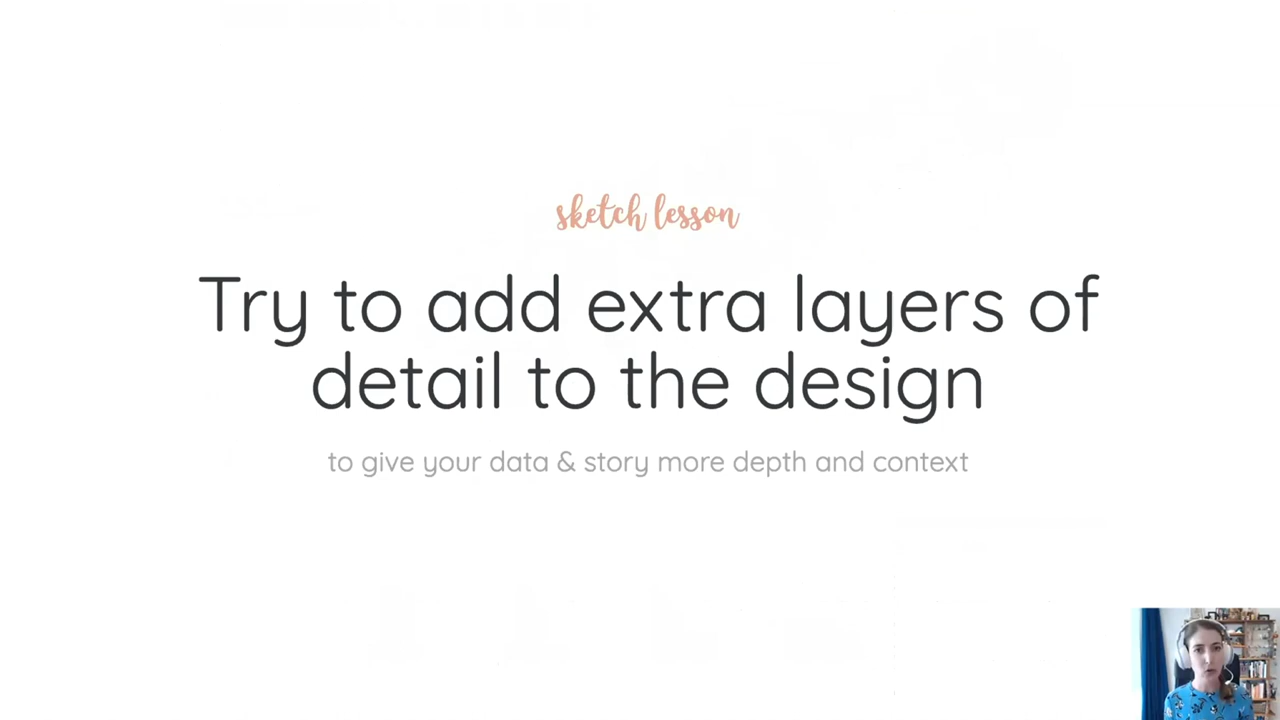 sketch lesson
Try to add extra layers of
detail to the design
to give your data & story more depth and context